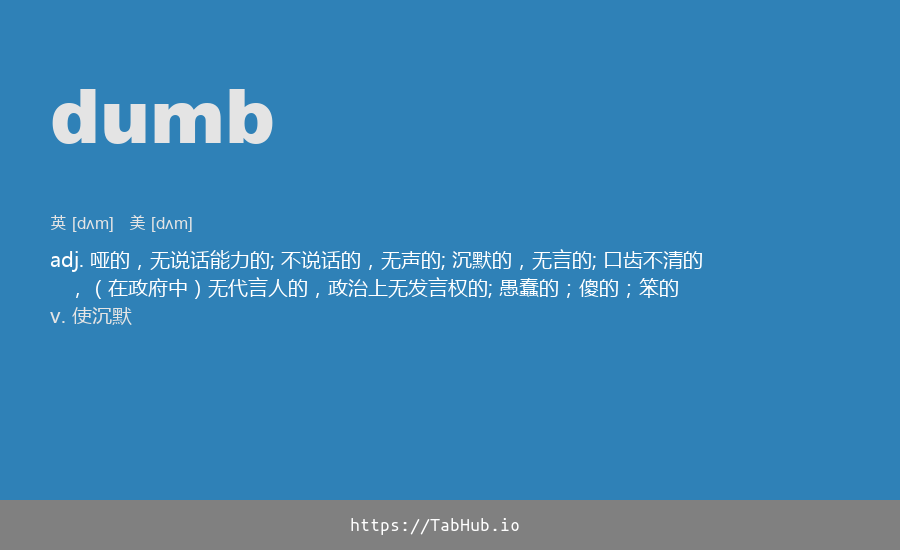 dumb
英 [dʌm] 美 [dʌm]
adj. 哑的，无说话能力的; 不说话的，无声的; 沉默的，无言的; 口齿不清的
，（在政府中）无代言人的，政治上无发言权的; 愚蠢的；傻的；笨的
v. 使沉默
https://TabHub.io